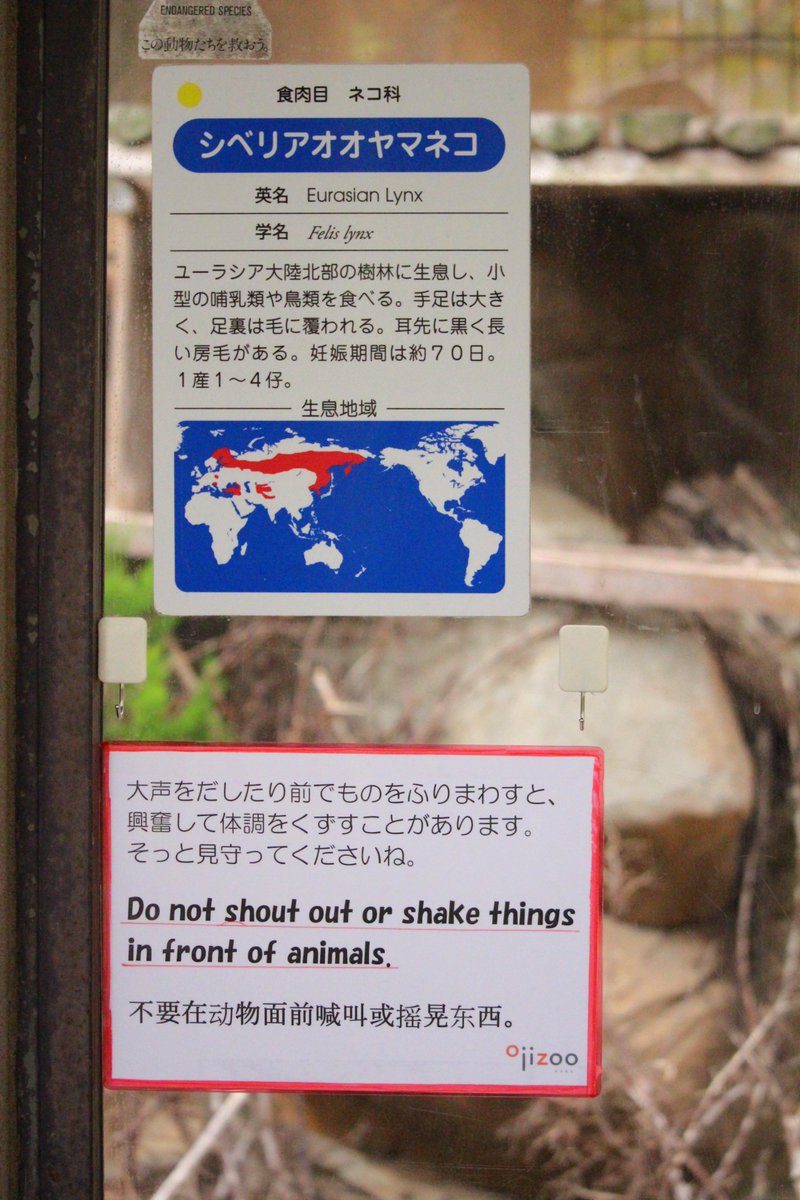 ENDANGERED SPECIES
この動物たちを救おう。
食肉目 ネコ科
シベリアオオヤマネコ
英名 Eurasian Lynx
学名 Felis lynx
ユーラシア大陸北部の樹林に生息し、小
型の哺乳類や鳥類を食べる。手足は大き
く、足裏は毛に覆われる。耳先に黒く長
い房毛がある。妊娠期間は約70日。
1産1〜4仔。
生息地域
大声をだしたり前でものをふりまわすと、
興奮して体調をくずすことがあります。
そっと見守ってくださいね。
Do not shout out or shake things
in front of animals.
不要在动物面前喊叫或摇晃东西。
ojizoo